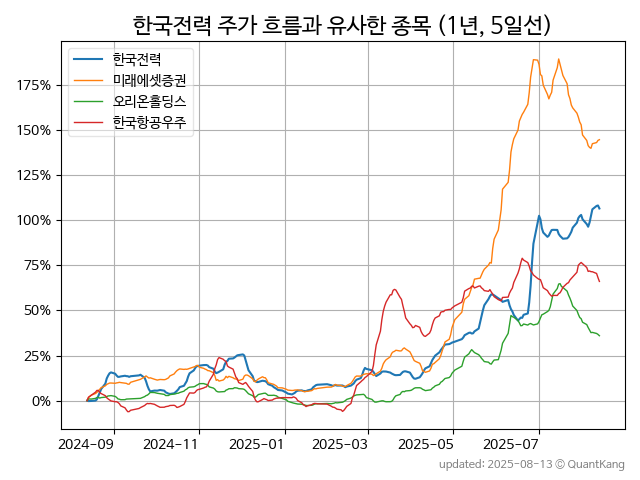 한국전력 주가 흐름과 유사한 종목 (1년, 5일선)
한국전력
미래에셋증권
오리온홀딩스
한국항공우주
175%
150%
125%
100%
75%
50%
25%
0%
2024-09
2024-11
2025-01
2025-03
2025-05
2025-07
updated: 2025-08-13 © QuantKang